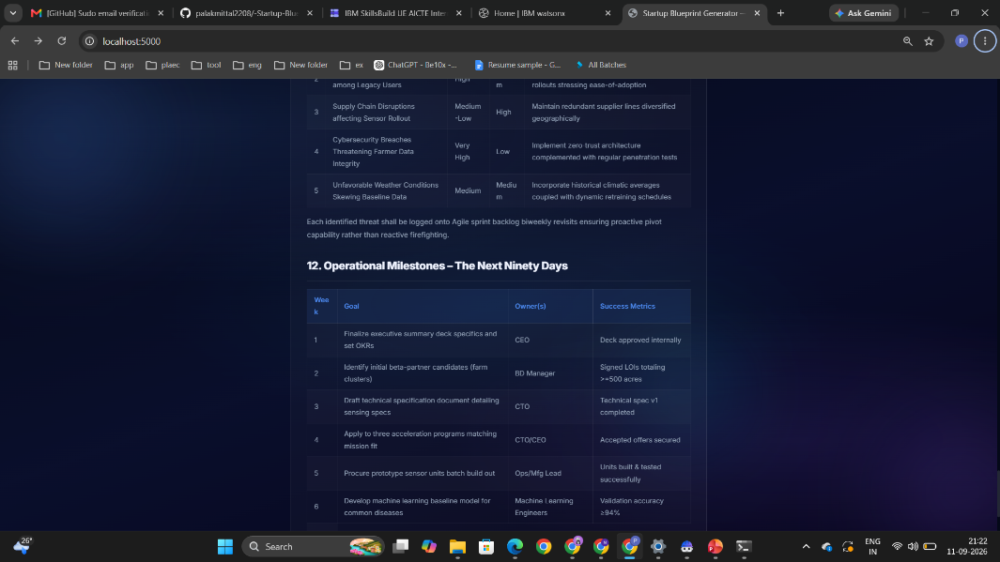 [GitHub] Sudo email verificati
palakmittal2208/-Startup-Blue
IBM SkillsBuild UE AICTE Inter
Home | IBM watsonx
Startup Blueprint Generator —
Ask Gemini
localhost:5000
P
New folder
app
plaec
tool
eng
New folder
ex
ChatGPT - Be10x -...
Resume sample - G...
All Batches
among Legacy Users
m
rollouts stressing ease-of-adoption
3
Supply Chain Disruptions
affecting Sensor Rollout
Medium
-Low
High
Maintain redundant supplier lines diversified
geographically
4
Cybersecurity Breaches
Threatening Farmer Data
Integrity
Very
High
Low
Implement zero trust architecture
complemented with regular penetration tests
5
Unfavorable Weather Conditions
Skewing Baseline Data
Medium
Mediu
m
Incorporate historical climatic averages
coupled with dynamic retraining schedules
Each identified threat shall be logged onto Agile sprint backlog biweekly revisits ensuring proactive pivot
capability rather than reactive firefighting.
12. Operational Milestones – The Next Ninety Days
Wee
k
Goal
Owner(s)
Success Metrics
1
Finalize executive summary deck specifics and
set OKRs
CEO
Deck approved internally
2
Identify initial beta-partner candidates (farm
clusters)
BD Manager
Signed LOIs totaling
>=500 acres
3
Draft technical specification document detailing
sensing specs
CTO
Technical spec v1
completed
4
Apply to three acceleration programs matching
mission fit
CTO/CEO
Accepted offers secured
5
Procure prototype sensor units batch build out
Ops/Mfg Lead
Units built & tested
successfully
6
Develop machine learning baseline model for
common diseases
Machine Learning
Engineers
Validation accuracy
≥94%
26°
Search
ENG
IN
21:22
11-09-2026